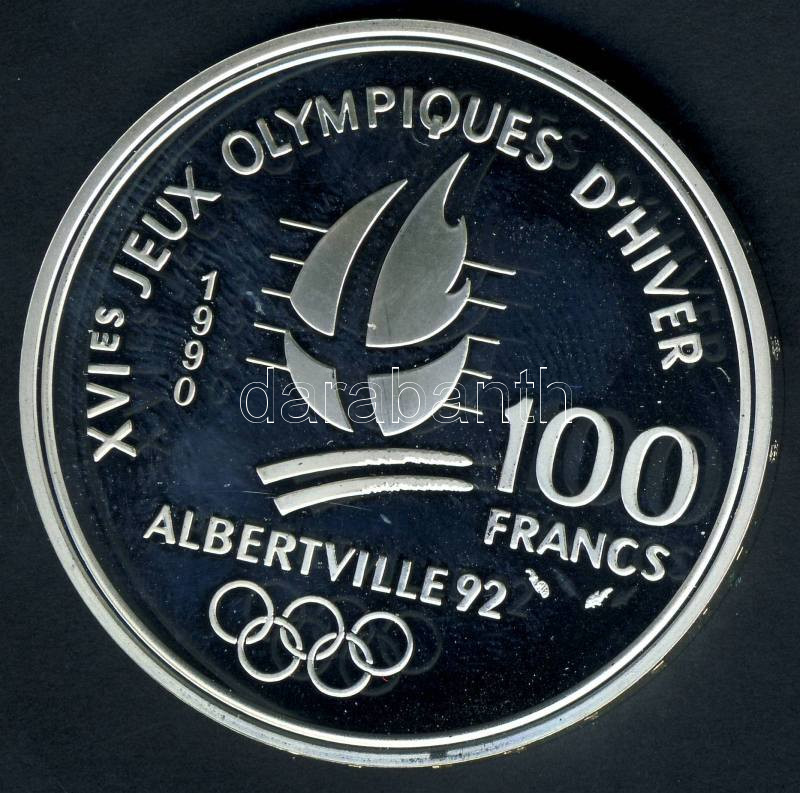 XVIES JEUX OLYMPIQUES D'HIVER
1990
darabanth
100
FRANCS
ALBERTVILLE 92